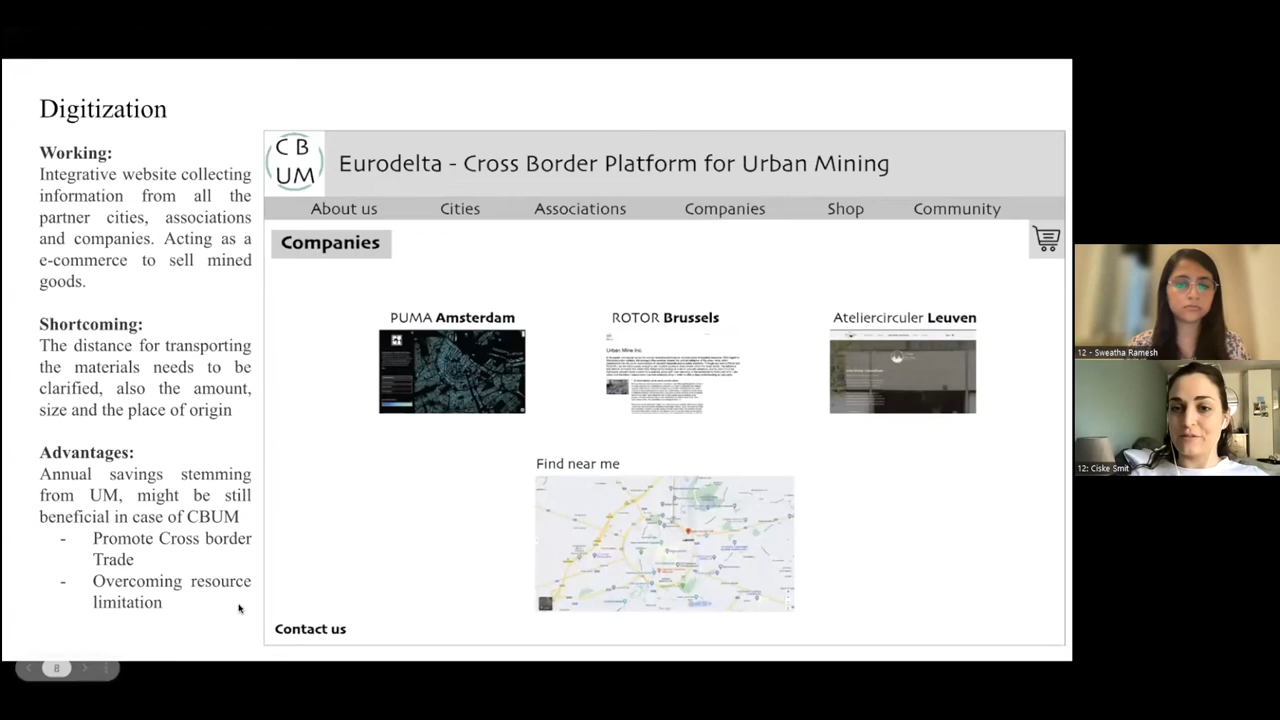 Digitization
Working:
Integrative website collecting
information from all the
partner cities, associations
and companies. Acting as a
e-commerce to sell mined
goods.
Shortcoming:
The distance for transporting
the materials needs to be
clarified, also the amount,
size and the place of origin
Advantages:
Annual savings stemming
from UM, might be still
beneficial in case of CBUM
- Promote Cross border
Trade
- Overcoming resource
limitation
C B
UM
Eurodelta - Cross Border Platform for Urban Mining
About us Cities Associations Companies Shop Community
Companies
PUMA Amsterdam ROTOR Brussels Ateliercirculer Leuven
Urban Mine Inc.
Find near me
Contact us
8
12 - Sweatha Ramesh
12: Ciske Smit